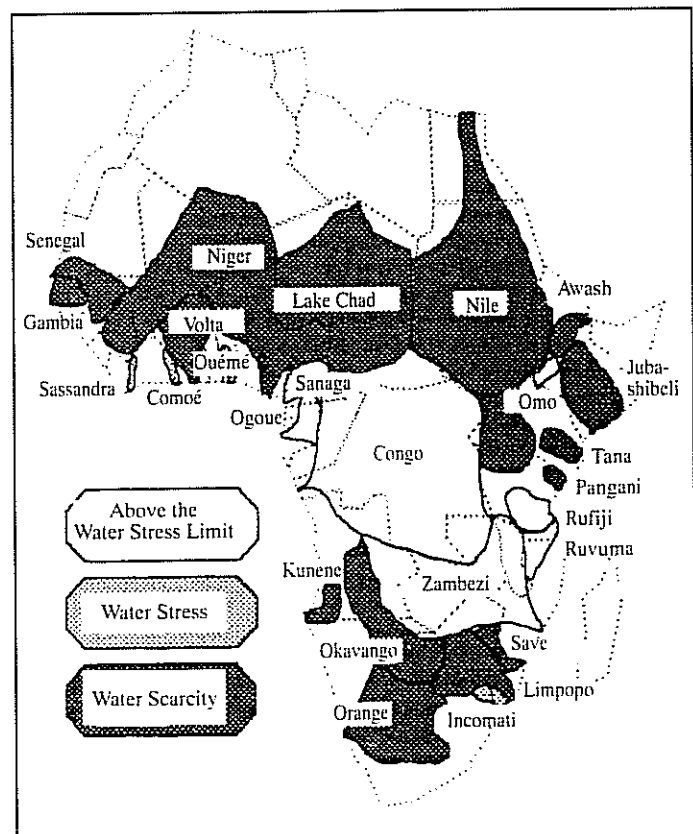 Senegal
Niger
Lake Chad
Nile
Awash
Gambia
Volta
Ouémé
Sassandra
Comoé
Sanaga
Omo
Juba-
shibeli
Ogoue
Congo
Tana
Pangani
Above the
Water Stress Limit
Rufiji
Ruvuma
Kunene
Zambezi
Water Stress
Okavango
Save
Water Scarcity
Limpopo
Orange
Incomati